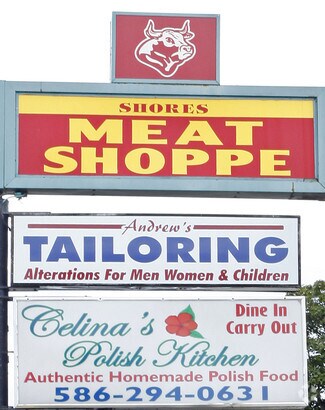 SHORES
MEAT
SHOPPE
Andrew's
TAILORING
Alterations For Men Women & Children
Celina's
Polish Kitchen
Dine In
Carry Out
Authentic Homemade Polish Food
586-294-0631